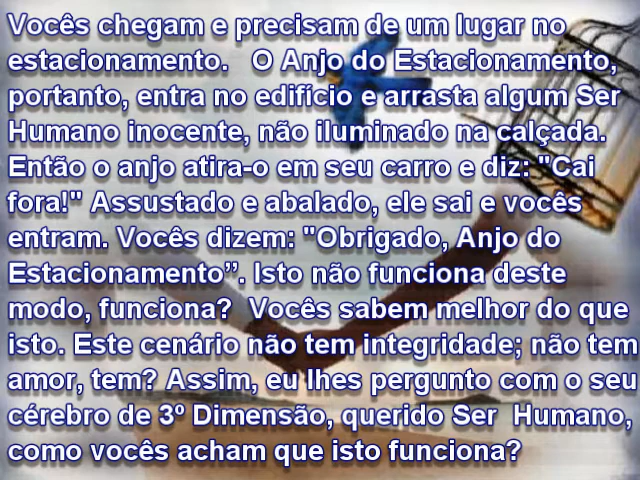 Vocês chegam e precisam de um lugar no
estacionamento.   O Anjo do Estacionamento,
portanto, entra no edifício e arrasta algum Ser
Humano inocente, não iluminado na calçada.
Então o anjo atira-o em seu carro e diz: "Cai
fora!" Assustado e abalado, ele sai e vocês
entram. Vocês dizem: "Obrigado, Anjo do
Estacionamento”. Isto não funciona deste
modo, funciona?  Vocês sabem melhor do que
isto. Este cenário não tem integridade; não tem
amor, tem? Assim, eu lhes pergunto com o seu
cérebro de 3º Dimensão, querido Ser  Humano,
como vocês acham que isto funciona?